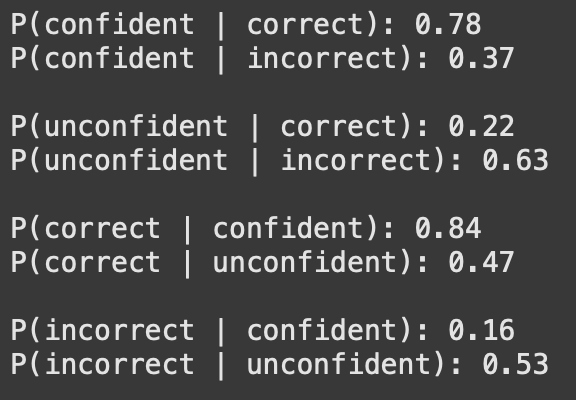 P(confident | correct): 0.78
P(confident | incorrect): 0.37
P(unconfident | correct): 0.22
P(unconfident | incorrect): 0.63
P(correct | confident): 0.84
P(correct | unconfident): 0.47
P(incorrect | confident): 0.16
P(incorrect | unconfident): 0.53